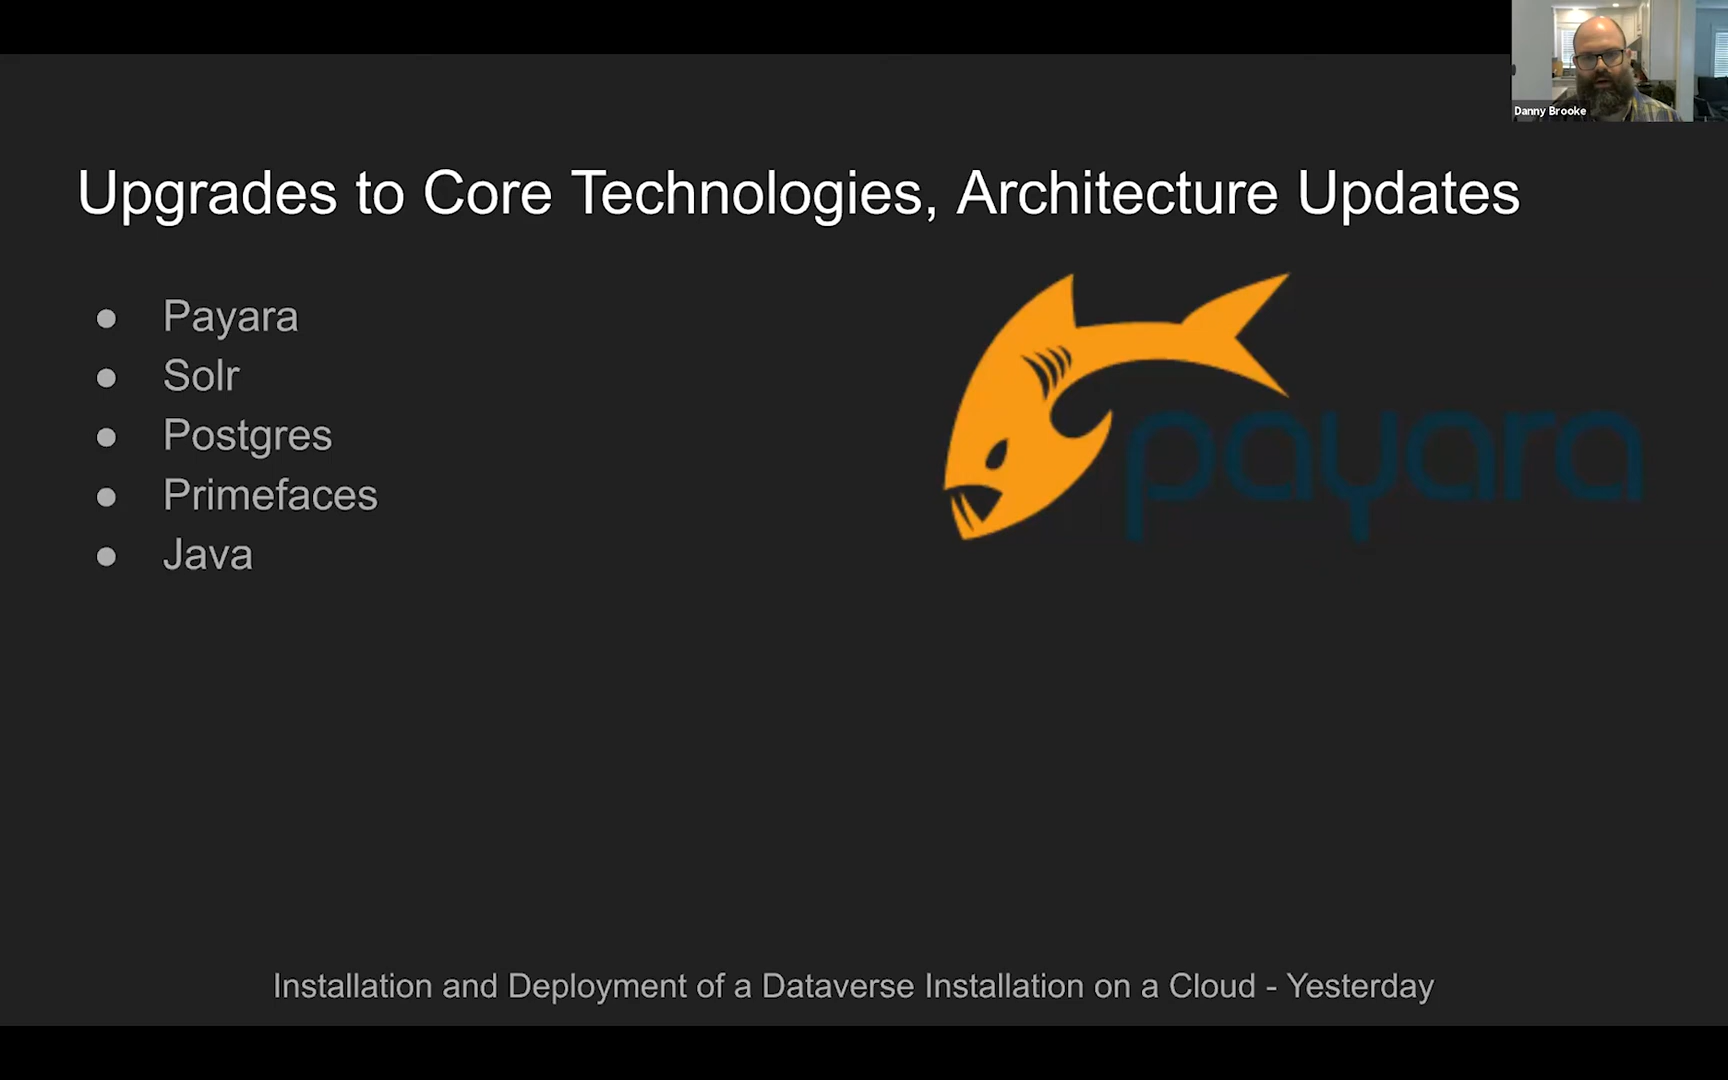 Danny Brooke
Upgrades to Core Technologies, Architecture Updates
● Payara
● Solr
● Postgres
● Primefaces
● Java
payara
Installation and Deployment of a Dataverse Installation on a Cloud - Yesterday